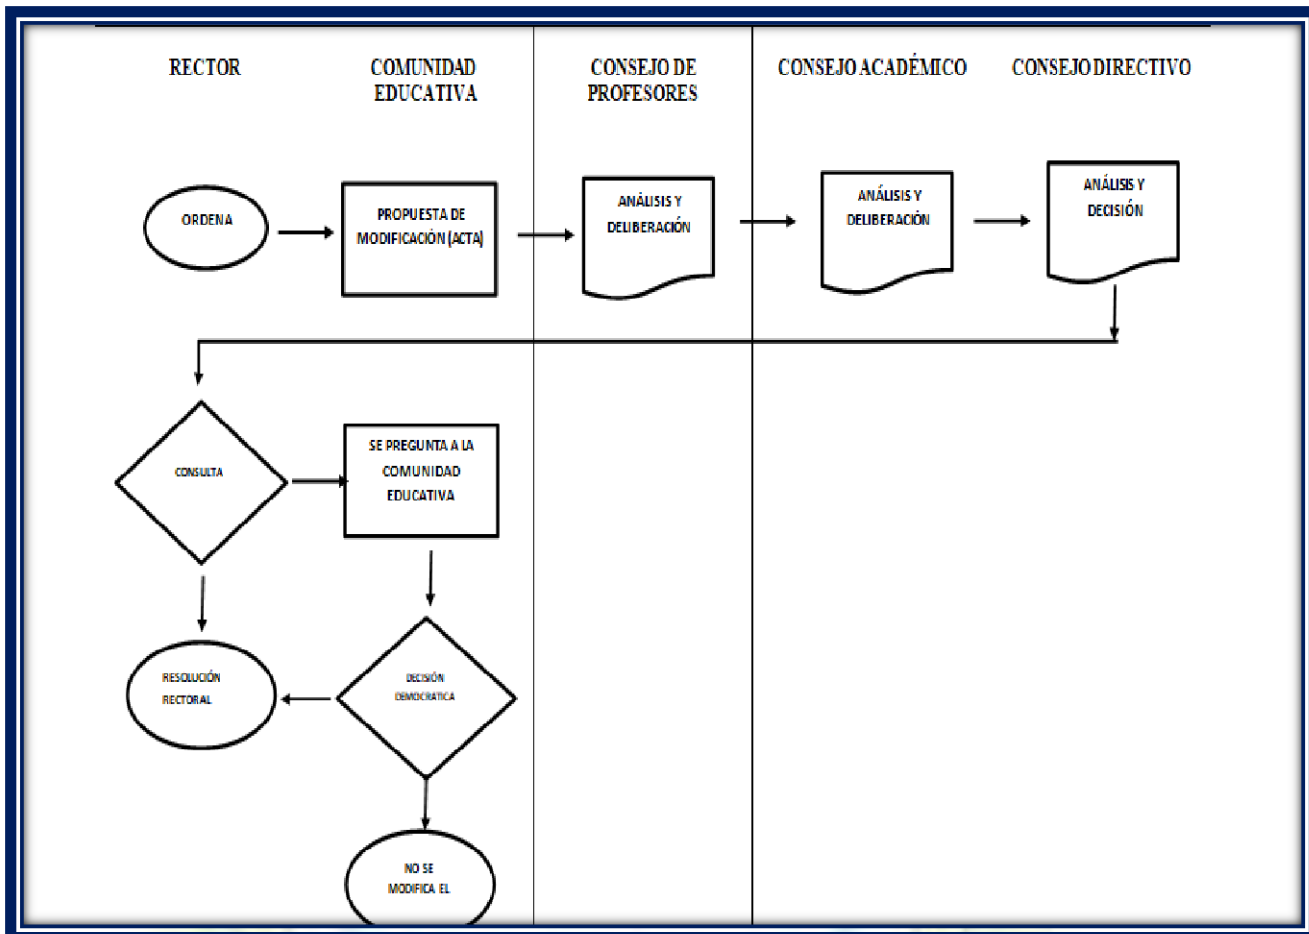 RECTOR
COMUNIDAD
EDUCATIVA
CONSEJO DE
PROFESORES
CONSEJO ACADÉMICO
CONSEJO DIRECTIVO
ORDENA
PROPUESTA DE
MODIFICACIÓN (ACTA)
ANÁLISIS Y
DELIBERACIÓN
ANÁLISIS Y
DELIBERACIÓN
ANÁLISIS Y
DECISIÓN
CONSULTA
SE PREGUNTA A LA
COMUNIDAD
EDUCATIVA
RESOLUCIÓN
RECTORAL
DECISIÓN
DEMOCRATICA
NO SE
MODIFICA EL